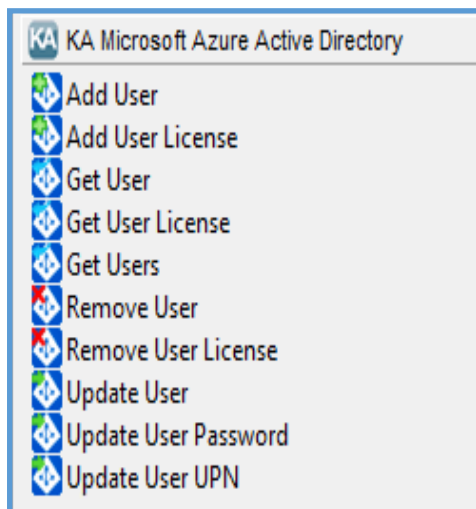 KA KA Microsoft Azure Active Directory
Add User
Add User License
Get User
Get User License
Get Users
Remove User
Remove User License
Update User
Update User Password
Update User UPN